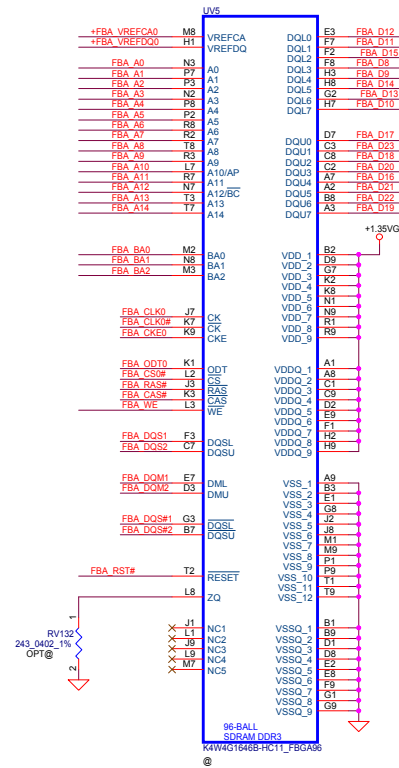 UV5
+FBA_VREFCA0 M8 VREFCA DQL0 E3 FBA_D12
+FBA_VREFDQ0 H1 VREFDQ DQL1 F7 FBA_D11
DQL2 F2 FBA_D15
FBA_A0 N3 A0 DQL3 F8 FBA_D8
FBA_A1 P7 A1 DQL4 H3 FBA_D9
FBA_A2 P3 A2 DQL5 H8 FBA_D14
FBA_A3 N2 A3 DQL6 G2 FBA_D13
FBA_A4 P8 A4 DQL7 H7 FBA_D10
FBA_A5 P2 A5
FBA_A6 R8 A6
FBA_A7 R2 A7 DQU0 D7 FBA_D17
FBA_A8 T8 A8 DQU1 C3 FBA_D23
FBA_A9 R3 A9 DQU2 C8 FBA_D18
FBA_A10 L7 A10/AP DQU3 C2 FBA_D20
FBA_A11 R7 A11 DQU4 A7 FBA_D16
FBA_A12 N7 A12/BC DQU5 A2 FBA_D21
FBA_A13 T3 A13 DQU6 B8 FBA_D22
FBA_A14 T7 A14 DQU7 A3 FBA_D19
+1.35VG
FBA_BA0 M2 BA0 VDD_1 B2
FBA_BA1 N8 BA1 VDD_2 D9
FBA_BA2 M3 BA2 VDD_3 G7
VDD_4 K2
VDD_5 K8
VDD_6 N1
FBA_CLK0 J7 CK VDD_7 N9
FBA_CLK0# K7 CK VDD_8 R1
FBA_CKE0 K9 CKE VDD_9 R9
FBA_ODT0 K1 ODT VDDQ_1 A1
FBA_CS0# L2 CS VDDQ_2 A8
FBA_RAS# J3 RAS VDDQ_3 C1
FBA_CAS# K3 CAS VDDQ_4 C9
FBA_WE L3 WE VDDQ_5 D2
VDDQ_6 E9
VDDQ_7 F1
FBA_DQS1 F3 DQSL VDDQ_8 H2
FBA_DQS2 C7 DQSU VDDQ_9 H9
FBA_DQM1 E7 DML VSS_1 A9
FBA_DQM2 D3 DMU VSS_2 B3
VSS_3 E1
VSS_4 G8
FBA_DQS#1 G3 DQSL VSS_5 J2
FBA_DQS#2 B7 DQSU VSS_6 J8
VSS_7 M1
VSS_8 M9
VSS_9 P1
FBA_RST# T2 RESET VSS_10 P9
VSS_11 T1
L8 ZQ VSS_12 T9
1
RV132
243_0402_1%
OPT@
2
J1 NC1 VSSQ_1 B1
L1 NC2 VSSQ_2 B9
J9 NC3 VSSQ_3 D1
L9 NC4 VSSQ_4 D8
M7 NC5 VSSQ_5 E2
VSSQ_6 E8
VSSQ_7 F9
VSSQ_8 G1
VSSQ_9 G9
96-BALL
SDRAM DDR3
K4W4G1646B-HC11_FBGA96
@